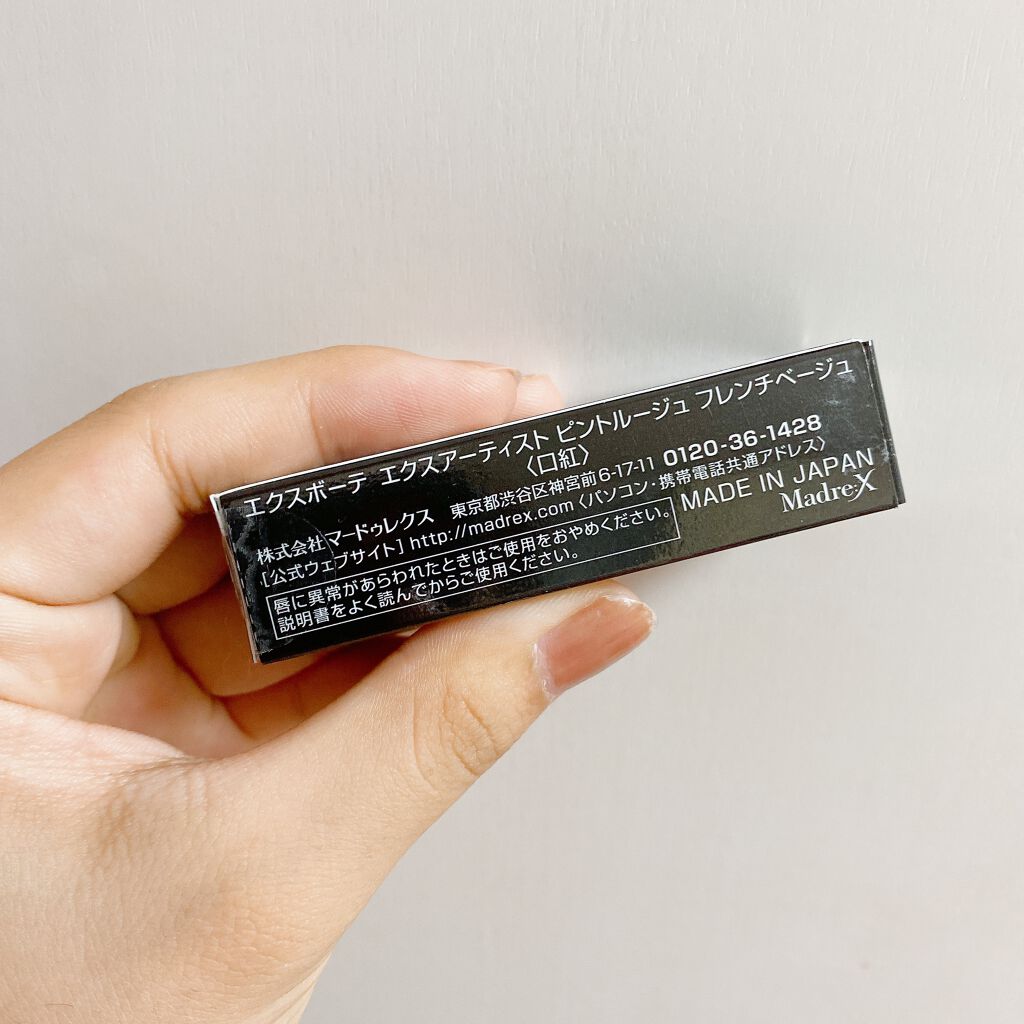 エクスボーテ エクスアーティスト ピントルージュ フレンチベージュ
〈口紅〉
株式会社 マードゥレクス 東京都渋谷区神宮前6-17-11 0120-36-1428
[公式ウェブサイト] http://madrex.com〈パソコン・携帯電話共通アドレス〉
唇に異常があらわれたときはご使用をおやめください。
説明書をよく読んでからご使用ください。
MADE IN JAPAN
Madre-X